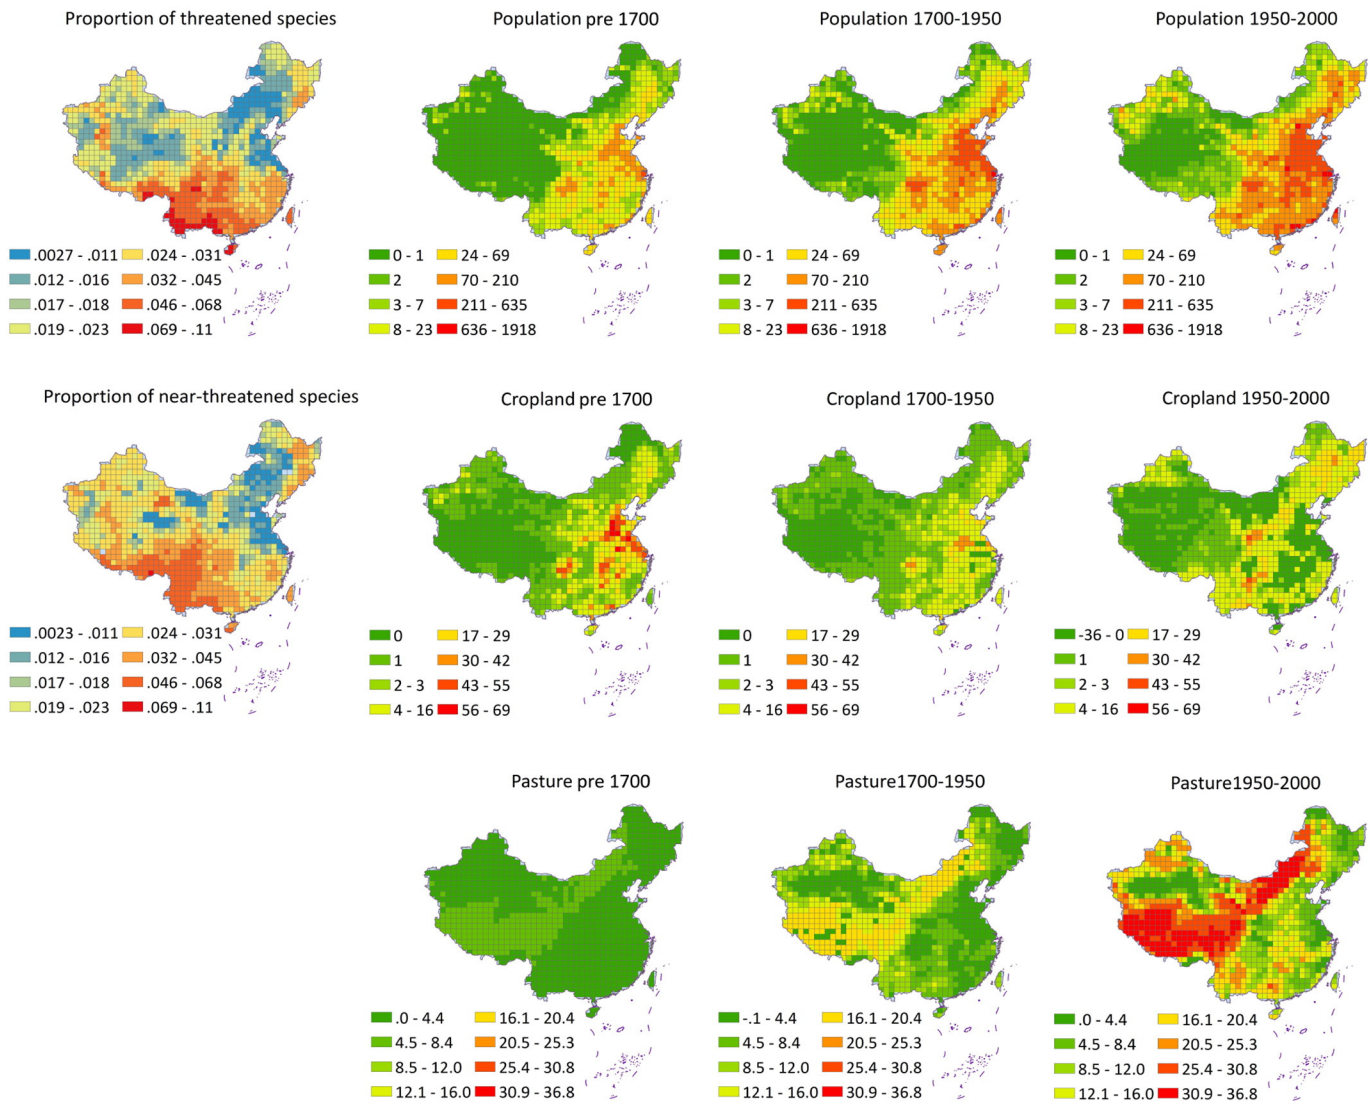 Proportion of threatened species
Population pre 1700
Population 1700-1950
Population 1950-2000
.0027 - .011 .024 - .031
.012 - .016 .032 - .045
.017 - .018 .046 - .068
.019 - .023 .069 - .11
0 - 1 24 - 69
2 70 - 210
3 - 7 211 - 635
8 - 23 636 - 1918
0 - 1 24 - 69
2 70 - 210
3 - 7 211 - 635
8 - 23 636 - 1918
0 - 1 24 - 69
2 70 - 210
3 - 7 211 - 635
8 - 23 636 - 1918
Proportion of near-threatened species
Cropland pre 1700
Cropland 1700-1950
Cropland 1950-2000
.0023 - .011 .024 - .031
.012 - .016 .032 - .045
.017 - .018 .046 - .068
.019 - .023 .069 - .11
0 17 - 29
1 30 - 42
2 - 3 43 - 55
4 - 16 56 - 69
0 17 - 29
1 30 - 42
2 - 3 43 - 55
4 - 16 56 - 69
-36 - 0 17 - 29
1 30 - 42
2 - 3 43 - 55
4 - 16 56 - 69
Pasture pre 1700
Pasture1700-1950
Pasture1950-2000
.0 - 4.4 16.1 - 20.4
4.5 - 8.4 20.5 - 25.3
8.5 - 12.0 25.4 - 30.8
12.1 - 16.0 30.9 - 36.8
-.1 - 4.4 16.1 - 20.4
4.5 - 8.4 20.5 - 25.3
8.5 - 12.0 25.4 - 30.8
12.1 - 16.0 30.9 - 36.8
.0 - 4.4 16.1 - 20.4
4.5 - 8.4 20.5 - 25.3
8.5 - 12.0 25.4 - 30.8
12.1 - 16.0 30.9 - 36.8